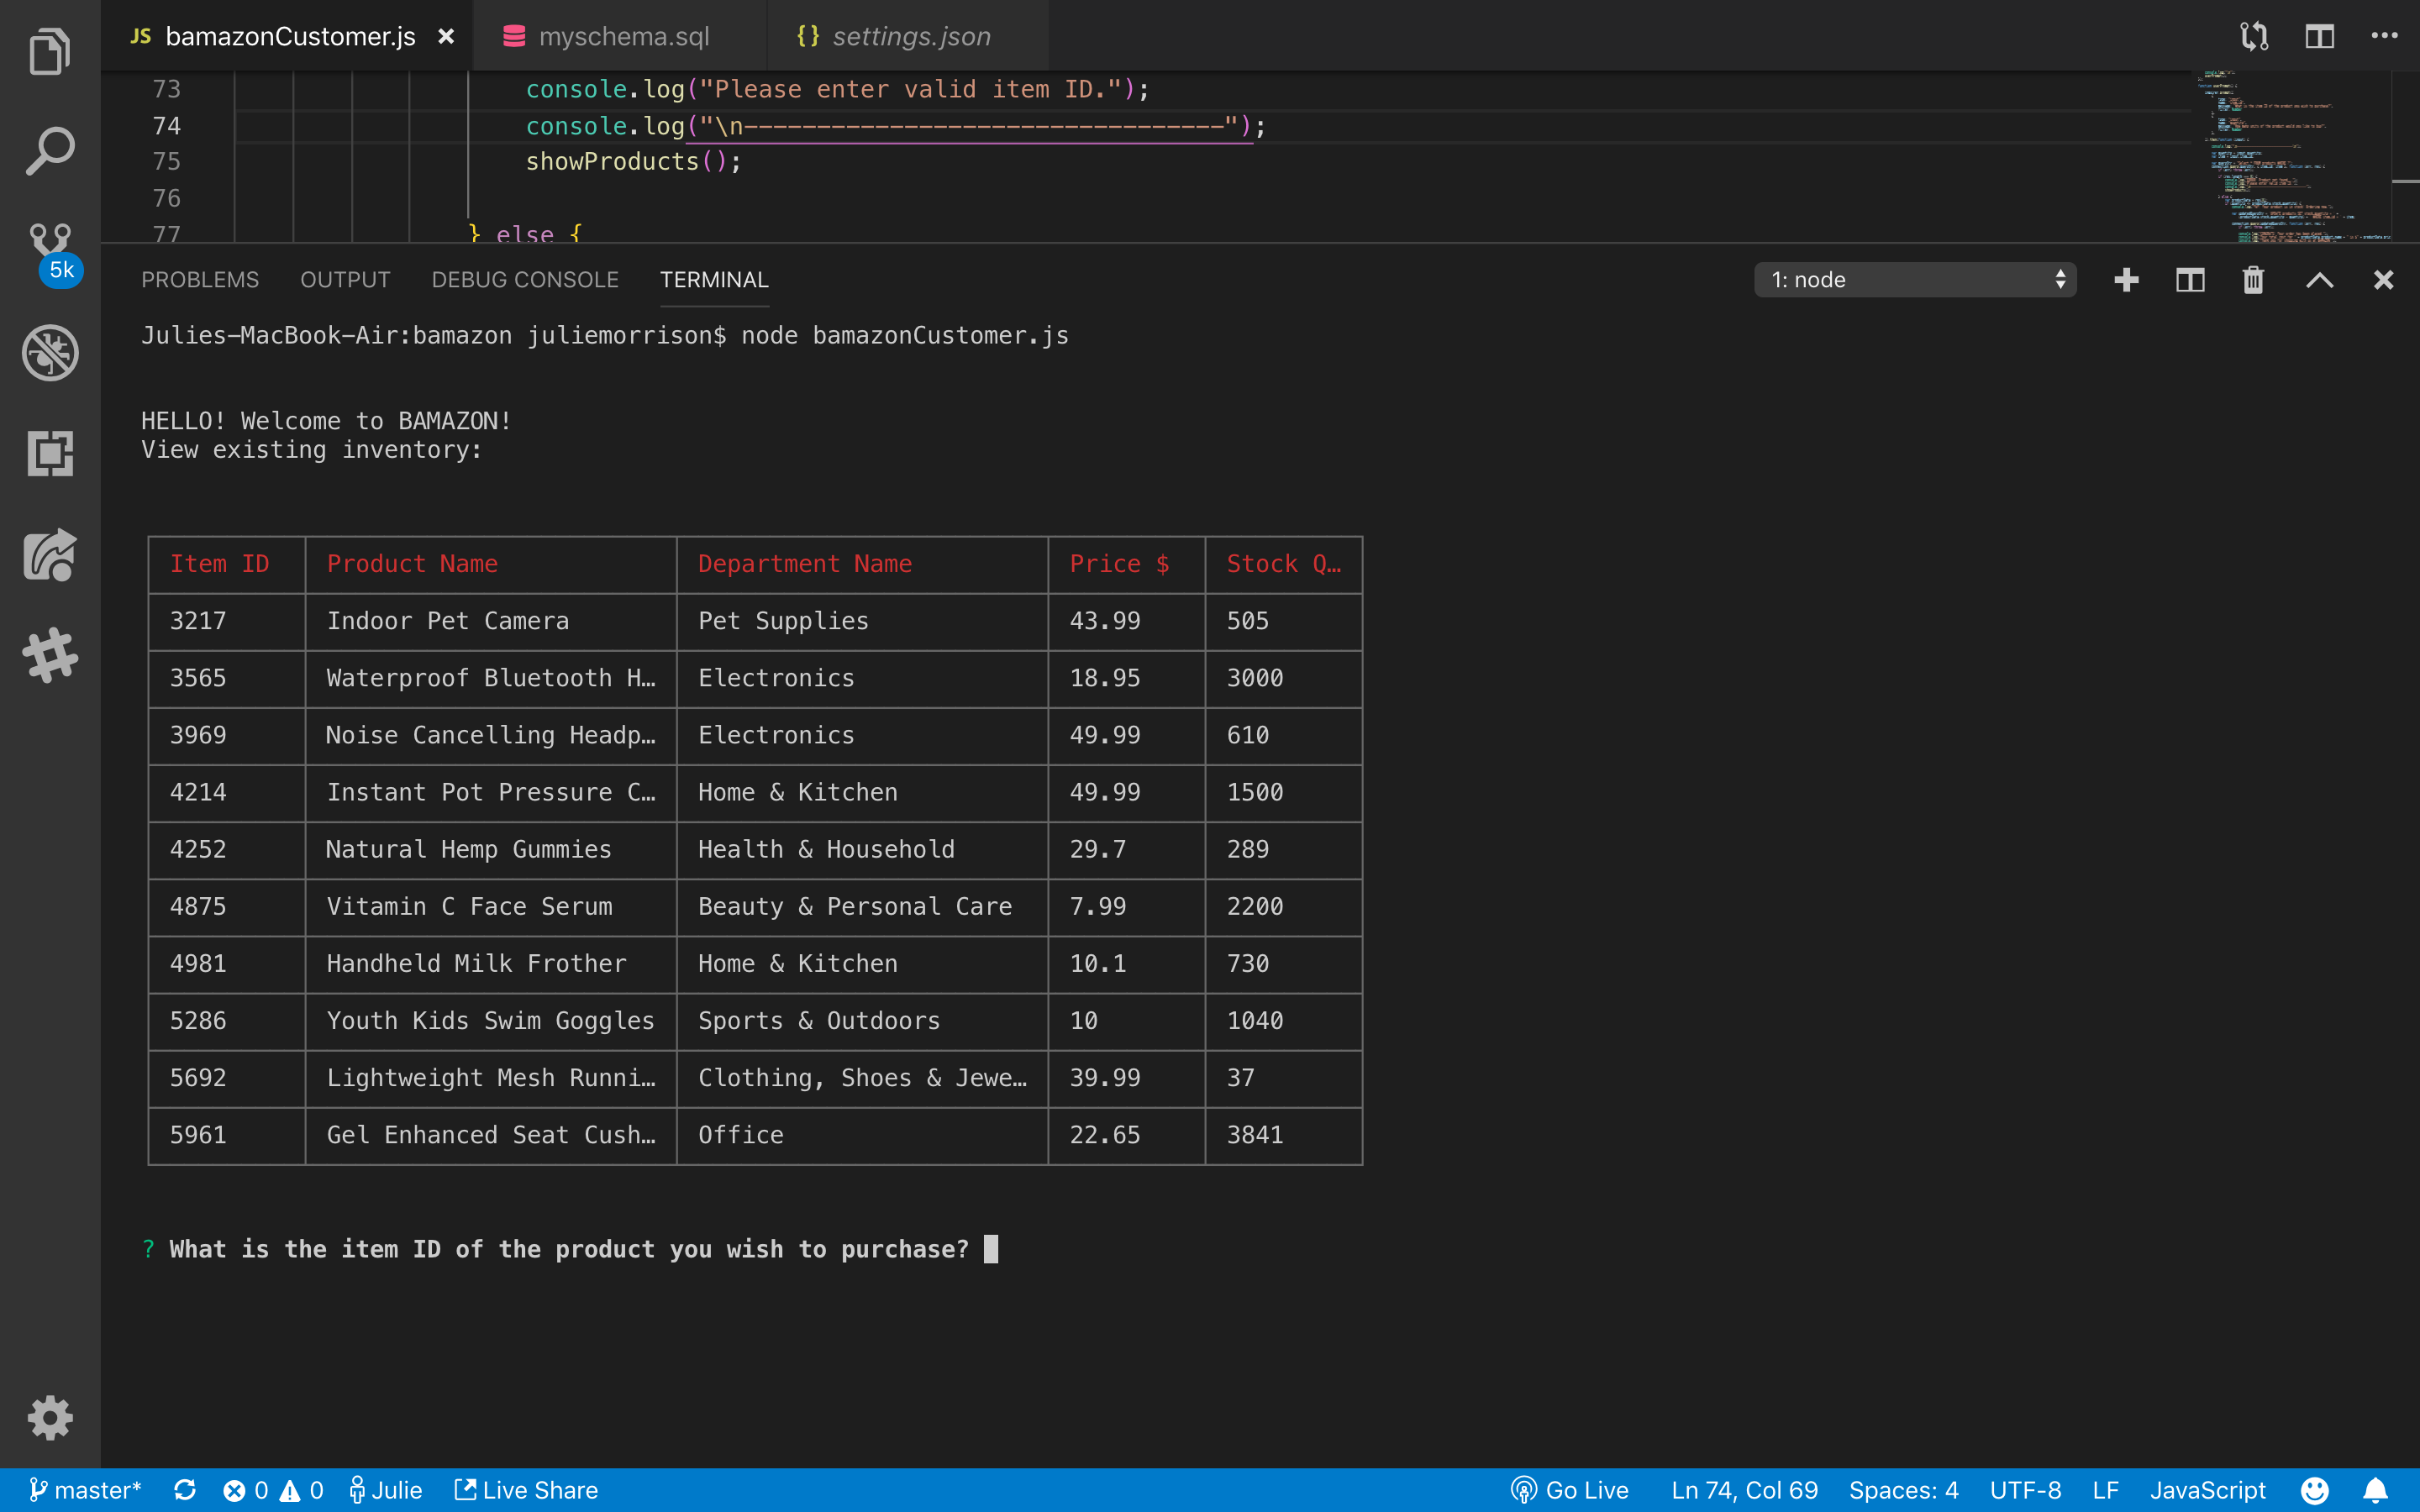 JS bamazonCustomer.js
myschema.sql
{} settings.json
73 console.log("Please enter valid item ID.");
74 console.log("\n---------------------------------");
75 showProducts();
76
77 } else {
5k
PROBLEMS OUTPUT DEBUG CONSOLE TERMINAL 1: node
Julies-MacBook-Air:bamazon juliemorrison$ node bamazonCustomer.js
HELLO! Welcome to BAMAZON!
View existing inventory:
Item ID Product Name Department Name Price $ Stock Q…
3217 Indoor Pet Camera Pet Supplies 43.99 505
3565 Waterproof Bluetooth H… Electronics 18.95 3000
3969 Noise Cancelling Headp… Electronics 49.99 610
4214 Instant Pot Pressure C… Home & Kitchen 49.99 1500
4252 Natural Hemp Gummies Health & Household 29.7 289
4875 Vitamin C Face Serum Beauty & Personal Care 7.99 2200
4981 Handheld Milk Frother Home & Kitchen 10.1 730
5286 Youth Kids Swim Goggles Sports & Outdoors 10 1040
5692 Lightweight Mesh Runni… Clothing, Shoes & Jewe… 39.99 37
5961 Gel Enhanced Seat Cush… Office 22.65 3841
? What is the item ID of the product you wish to purchase?
master* 0 0 Julie Live Share Go Live Ln 74, Col 69 Spaces: 4 UTF-8 LF JavaScript